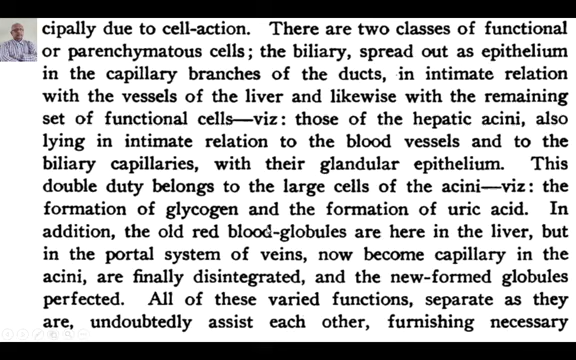 cipally due to cell-action. There are two classes of functional
or parenchymatous cells; the biliary, spread out as epithelium
in the capillary branches of the ducts, in intimate relation
with the vessels of the liver and likewise with the remaining
set of functional cells—viz: those of the hepatic acini, also
lying in intimate relation to the blood vessels and to the
biliary capillaries, with their glandular epithelium. This
double duty belongs to the large cells of the acini—viz: the
formation of glycogen and the formation of uric acid. In
addition, the old red blood-globules are here in the liver, but
in the portal system of veins, now become capillary in the
acini, are finally disintegrated, and the new-formed globules
perfected. All of these varied functions, separate as they
are, undoubtedly assist each other, furnishing necessary